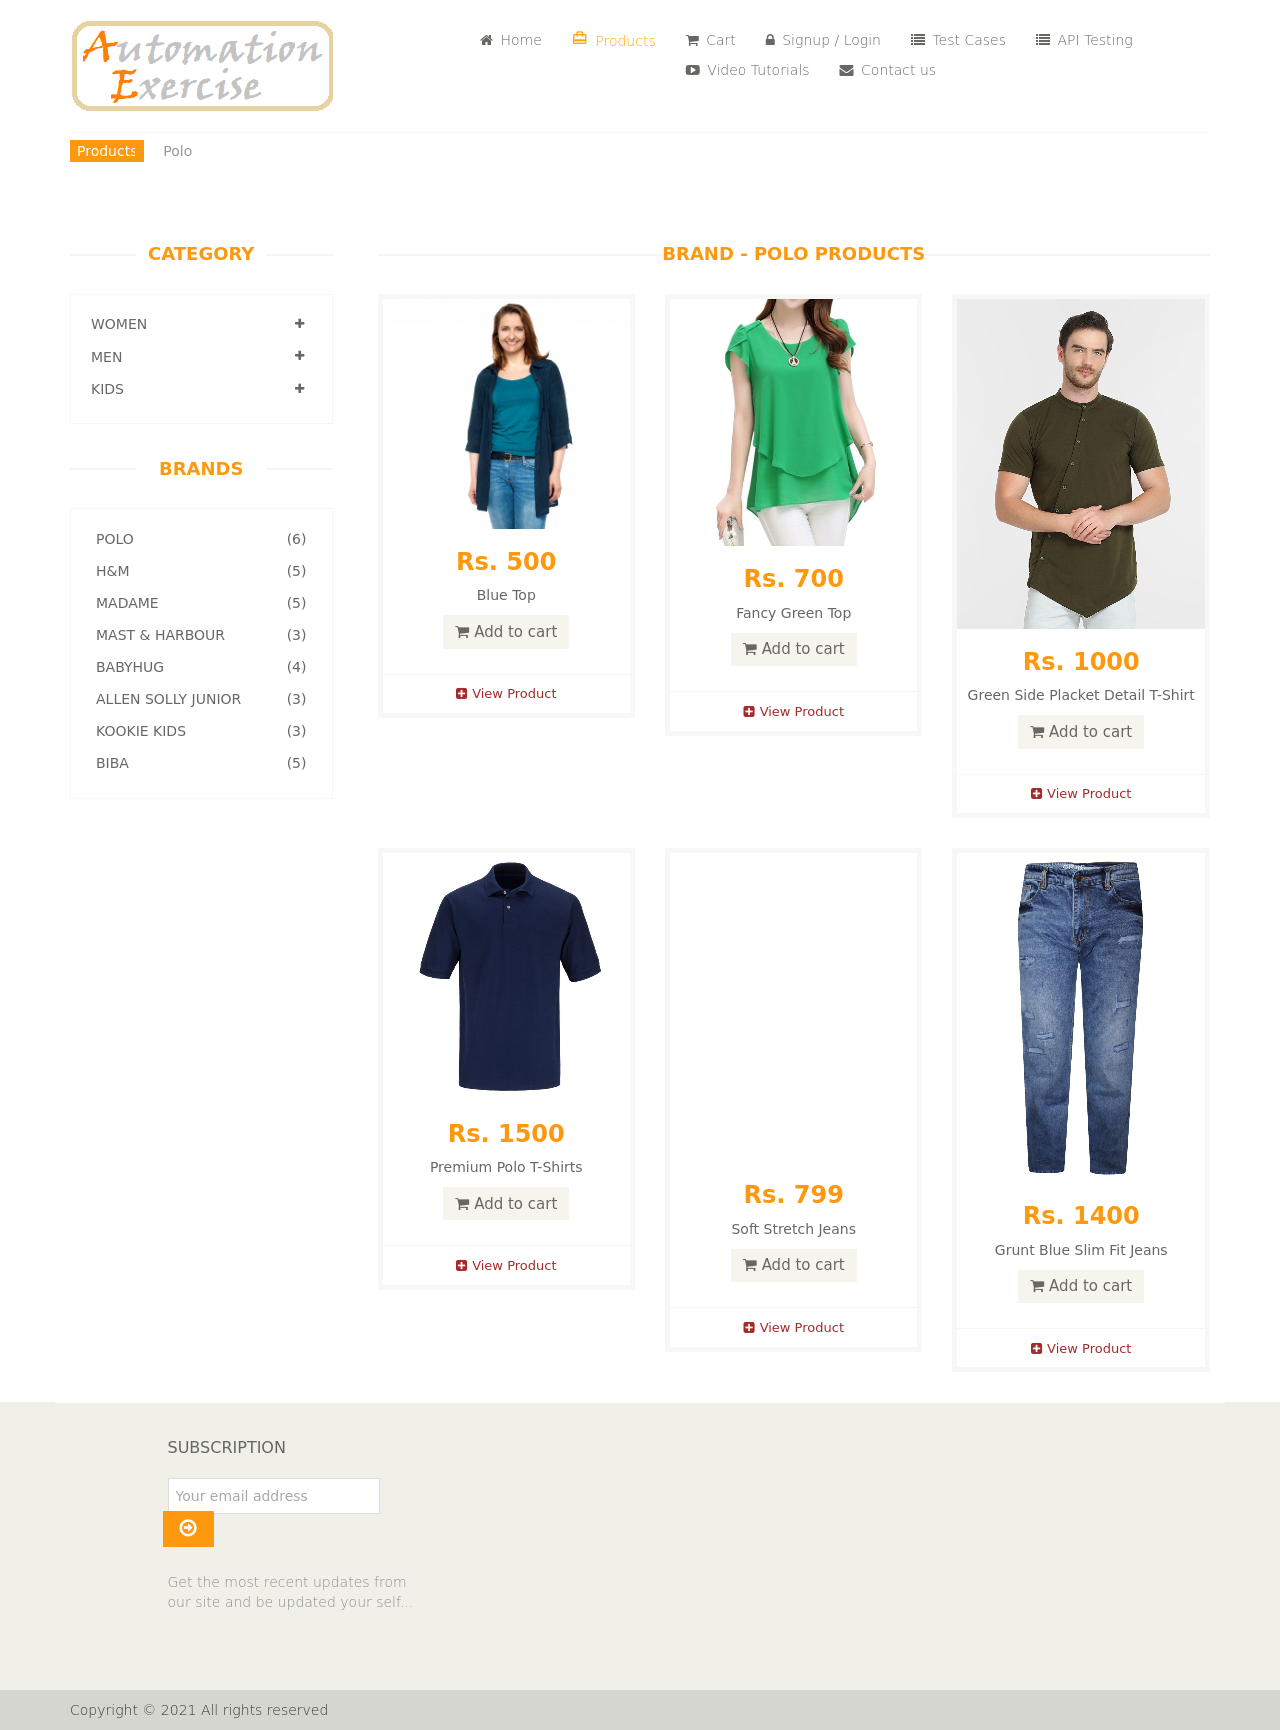 Automation
Exercise
Home
Products
Cart
Signup / Login
Test Cases
API Testing
Video Tutorials
Contact us
Products
Polo
CATEGORY
WOMEN
MEN
KIDS
BRANDS
POLO (6)
H&M (5)
MADAME (5)
MAST & HARBOUR (3)
BABYHUG (4)
ALLEN SOLLY JUNIOR (3)
KOOKIE KIDS (3)
BIBA (5)
BRAND - POLO PRODUCTS
Rs. 500
Blue Top
Add to cart
View Product
Rs. 700
Fancy Green Top
Add to cart
View Product
Rs. 1000
Green Side Placket Detail T-Shirt
Add to cart
View Product
Rs. 1500
Premium Polo T-Shirts
Add to cart
View Product
Rs. 799
Soft Stretch Jeans
Add to cart
View Product
Rs. 1400
Grunt Blue Slim Fit Jeans
Add to cart
View Product
SUBSCRIPTION
Your email address
Get the most recent updates from
our site and be updated your self...
Copyright © 2021 All rights reserved